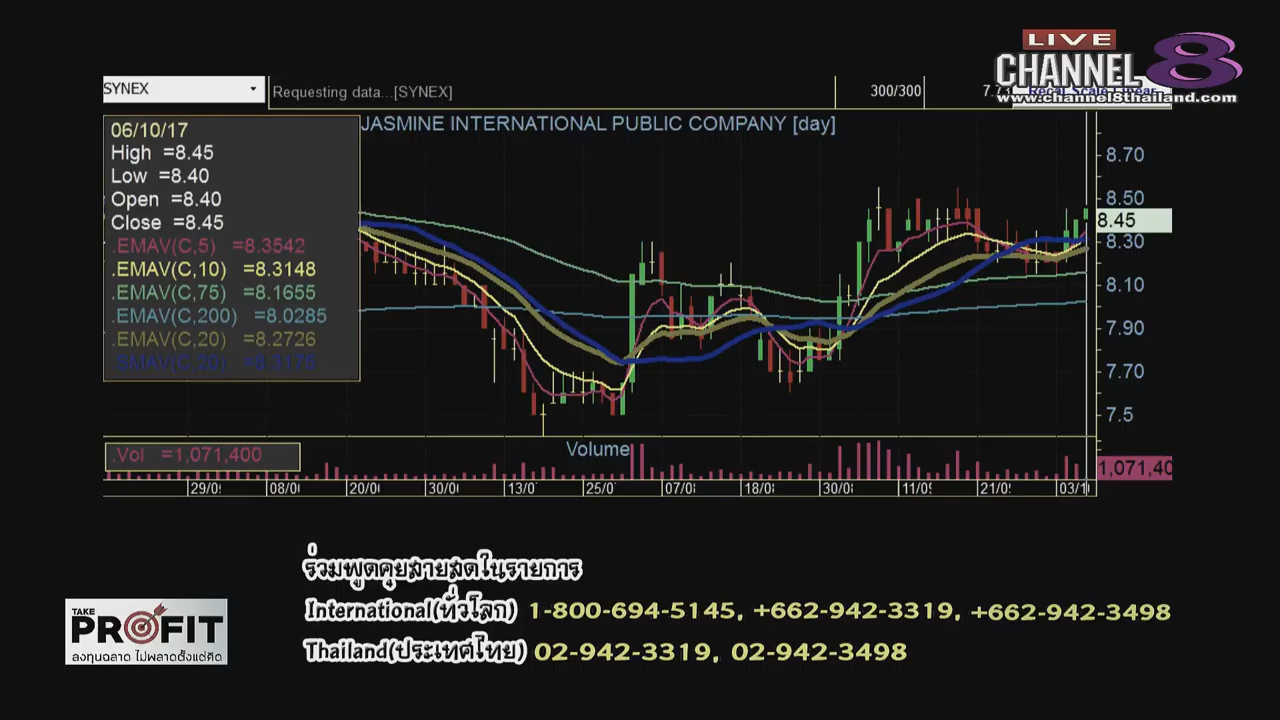 LIVE
CHANNEL 8
www.channel8thailand.com
SYNEX
Requesting data...[SYNEX]
300/300
JASMINE INTERNATIONAL PUBLIC COMPANY [day]
06/10/17
High =8.45
Low =8.40
Open =8.40
Close =8.45
.EMAV(C,5) =8.3542
.EMAV(C,10) =8.3148
.EMAV(C,75) =8.1655
.EMAV(C,200) =8.0285
.EMAV(C,20) =8.2726
8.70
8.50
8.45
8.30
8.10
7.90
7.70
7.5
.Vol =1,071,400
Volume
1,071,40
29/0 08/0 20/0 30/0 13/0 25/0 07/0 18/0 30/0 11/0 21/0 03/1
ร่วมพูดคุยสายสดในรายการ
International(ทั่วโลก) 1-800-694-5145, +662-942-3319, +662-942-3498
Thailand(ประเทศไทย) 02-942-3319, 02-942-3498
TAKE
PROFIT
ลงทุนฉลาด ไม่พลาดตั้งแต่คิด